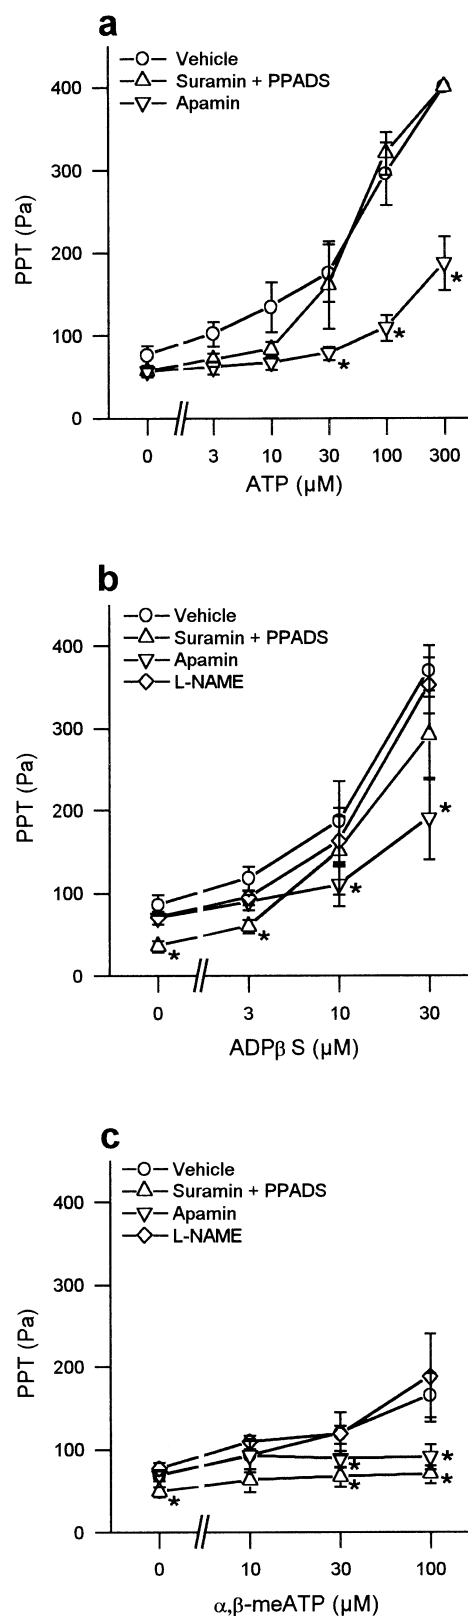 a
Vehicle
Suramin + PPADS
Apamin
400
300
200
100
0
PPT (Pa)
* * *
0 3 10 30 100 300
ATP (µM)
b
Vehicle
Suramin + PPADS
Apamin
L-NAME
400
300
200
100
0
PPT (Pa)
* * * *
0 3 10 30
ADPβ S (µM)
c
Vehicle
Suramin + PPADS
Apamin
L-NAME
400
300
200
100
0
PPT (Pa)
* * * * *
0 10 30 100
α,β-meATP (µM)